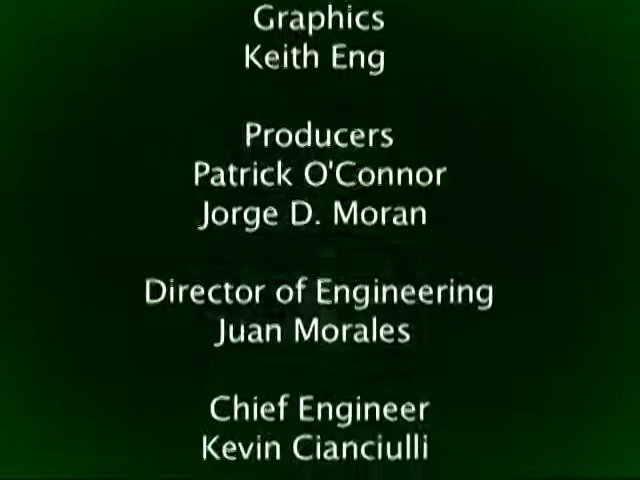 Graphics
Keith Eng
Producers
Patrick O'Connor
Jorge D. Moran
Director of Engineering
Juan Morales
Chief Engineer
Kevin Cianciulli